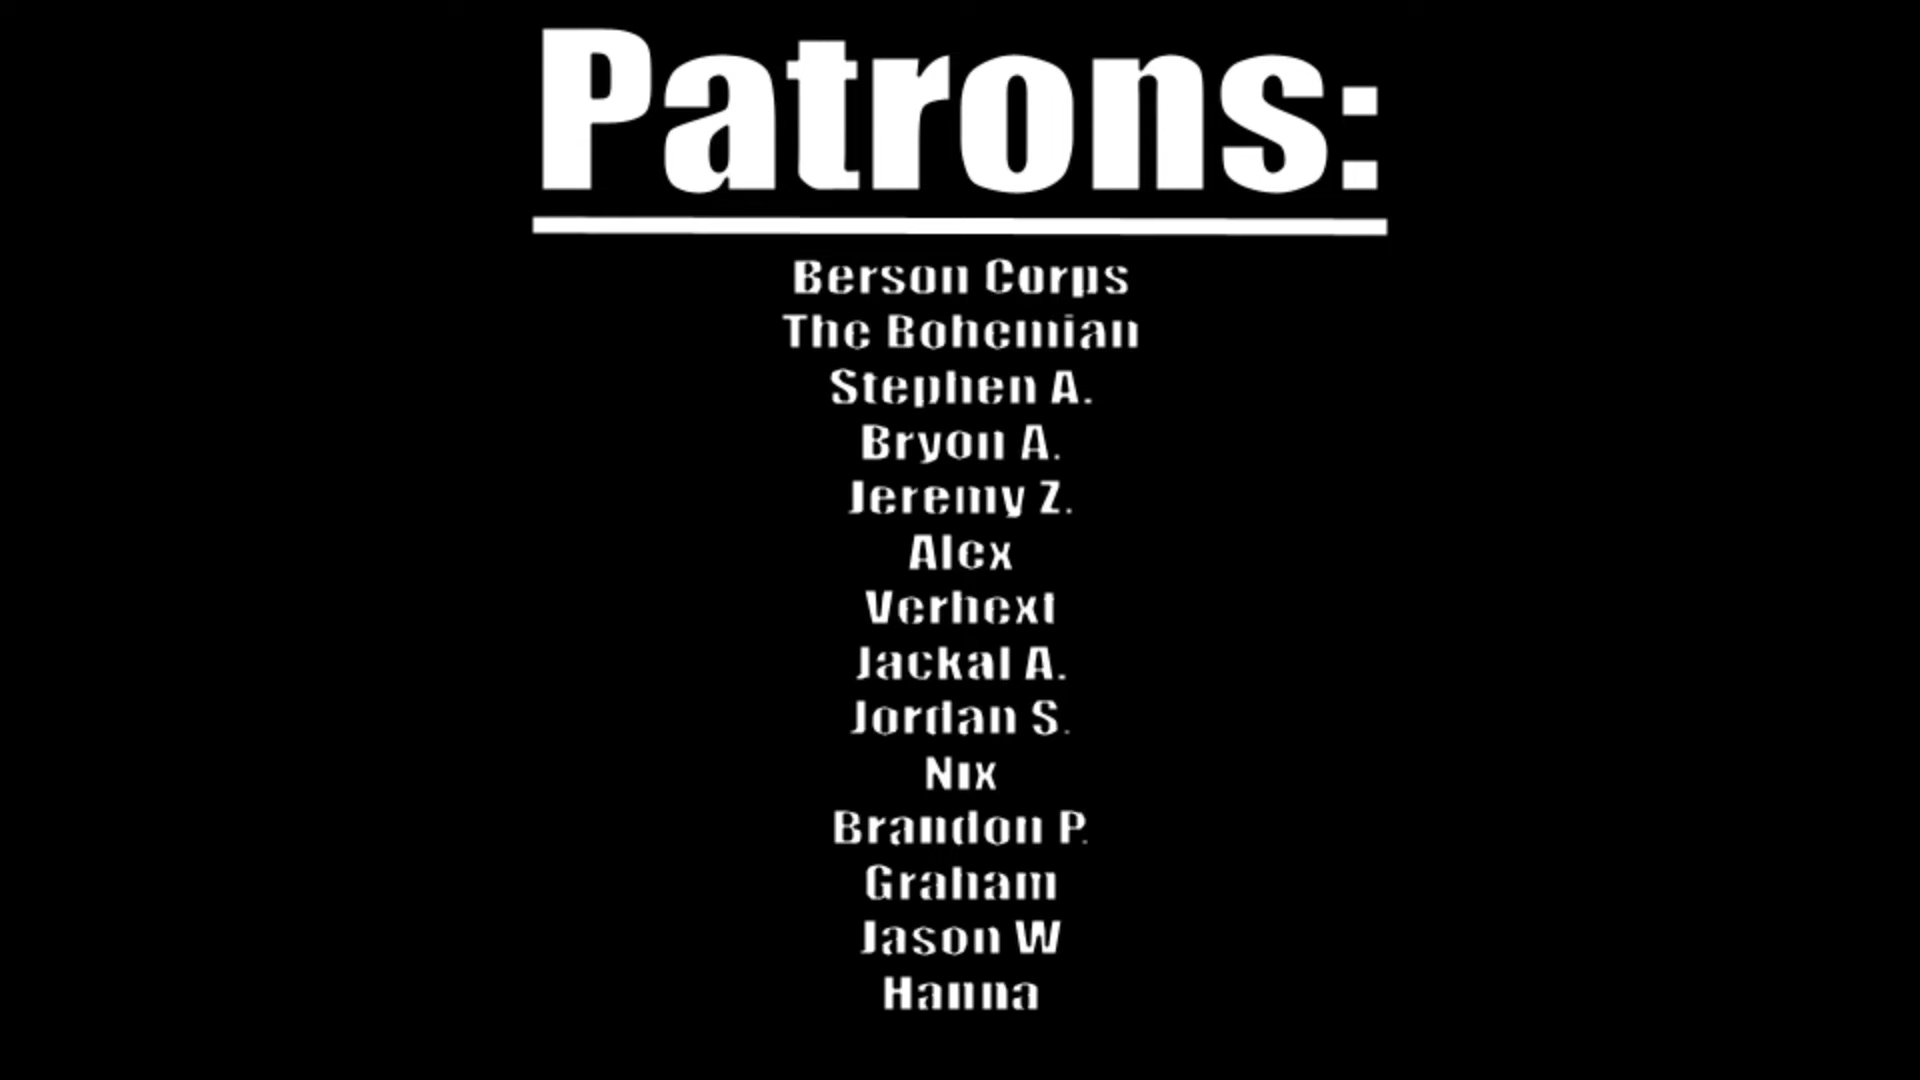 Patrons:
Berson Corps
The Bohemian
Stephen A.
Bryon A.
Jeremy Z.
Alex
Verhext
Jackal A.
Jordan S.
Nix
Brandon P.
Graham
Jason W
Hanna